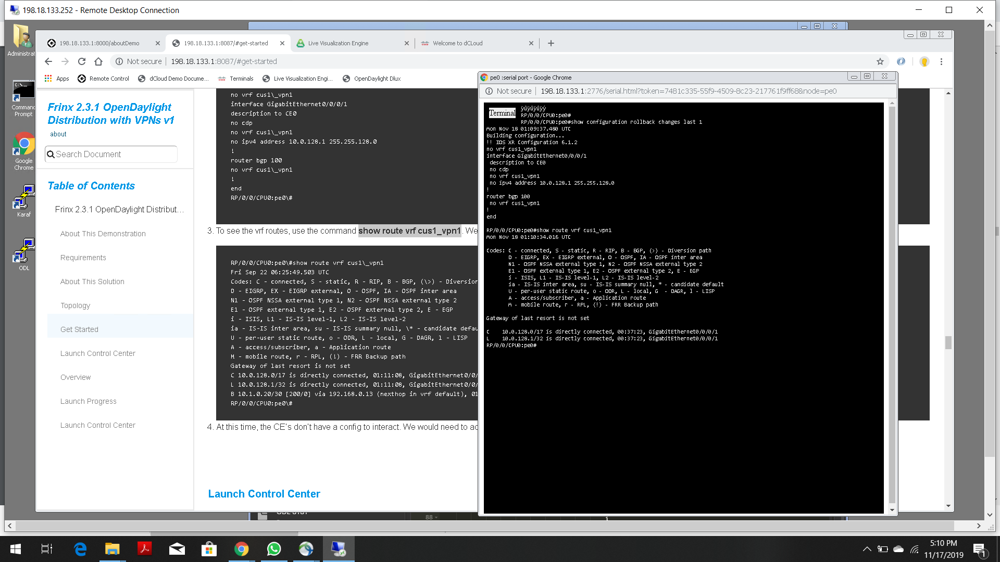 198.18.133.252 - Remote Desktop Connection
Administrat
Command Prompt
Google Chrome
Karaf
ODL
198.18.133.1:8000/aboutDemo
198.18.133.1:8087/#get-started
Live Visualization Engine
Welcome to dCloud
Not secure
198.18.133.1:8087/#get-started
Apps
Remote Control
dCloud Demo Docume...
Terminals
Live Visualization Engi...
OpenDaylight Dlux
Frinx 2.3.1 OpenDaylight
Distribution with VPNs v1
about
Search Document
Table of Contents
Frinx 2.3.1 OpenDaylight Distribut...
About This Demonstration
Requirements
About This Solution
Topology
Get Started
Launch Control Center
Overview
Launch Progress
Launch Control Center
no vrf cus1\_vpn1
interface GigabitEthernet0/0/0/1
description to CE0
no cdp
no vrf cus1\_vpn1
no ipv4 address 10.0.128.1 255.255.128.0
!
router bgp 100
no vrf cus1\_vpn1
!
end
RP/0/0/CPU0:pe0\#
3. To see the vrf routes, use the command show route vrf cus1_vpn1. We
RP/0/0/CPU0:pe0\#show route vrf cus1\_vpn1
Fri Sep 22 06:25:49.503 UTC
Codes: C - connected, S - static, R - RIP, B - BGP, (\>) - Diversion
D - EIGRP, EX - EIGRP external, O - OSPF, IA - OSPF inter area
N1 - OSPF NSSA external type 1, N2 - OSPF NSSA external type 2
E1 - OSPF external type 1, E2 - OSPF external type 2, E - EGP
i - ISIS, L1 - IS-IS level-1, L2 - IS-IS level-2
ia - IS-IS inter area, su - IS-IS summary null, \* - candidate defau
U - per-user static route, o - ODR, L - local, G - DAGR, l - LISP
A - access/subscriber, a - Application route
M - mobile route, r - RPL, (!) - FRR Backup path
Gateway of last resort is not set
C 10.0.128.0/17 is directly connected, 01:11:08, GigabitEthernet0/0/
L 10.0.128.1/32 is directly connected, 01:11:08, GigabitEthernet0/0/
B 10.1.0.20/30 [200/0] via 192.168.0.13 (nexthop in vrf default), 01
RP/0/0/CPU0:pe0\#
4. At this time, the CE's don't have a config to interact. We would need to ac
Launch Control Center
88
pe0 :serial port - Google Chrome
Not secure
198.18.133.1:2776/serial.html?token=7481c335-55f9-4509-8c23-217761f9ff68&node=pe0
Terminal
ÿûÿûÿûÿý
RP/0/0/CPU0:pe0#
RP/0/0/CPU0:pe0#show configuration rollback changes last 1
Mon Nov 18 01:09:37.480 UTC
Building configuration...
!! IOS XR Configuration 6.1.2
no vrf cus1_vpn1
interface GigabitEthernet0/0/0/1
description to CE0
no cdp
no vrf cus1_vpn1
no ipv4 address 10.0.128.1 255.255.128.0
!
router bgp 100
no vrf cus1_vpn1
!
end
RP/0/0/CPU0:pe0#show route vrf cus1_vpn1
Mon Nov 18 01:10:34.016 UTC
Codes: C - connected, S - static, R - RIP, B - BGP, (>) - Diversion path
D - EIGRP, EX - EIGRP external, O - OSPF, IA - OSPF inter area
N1 - OSPF NSSA external type 1, N2 - OSPF NSSA external type 2
E1 - OSPF external type 1, E2 - OSPF external type 2, E - EGP
i - ISIS, L1 - IS-IS level-1, L2 - IS-IS level-2
ia - IS-IS inter area, su - IS-IS summary null, * - candidate default
U - per-user static route, o - ODR, L - local, G - DAGR, l - LISP
A - access/subscriber, a - Application route
M - mobile route, r - RPL, (!) - FRR Backup path
Gateway of last resort is not set
C 10.0.128.0/17 is directly connected, 00:37:23, GigabitEthernet0/0/0/1
L 10.0.128.1/32 is directly connected, 00:37:23, GigabitEthernet0/0/0/1
RP/0/0/CPU0:pe0#
5:10 PM
11/17/2019
1